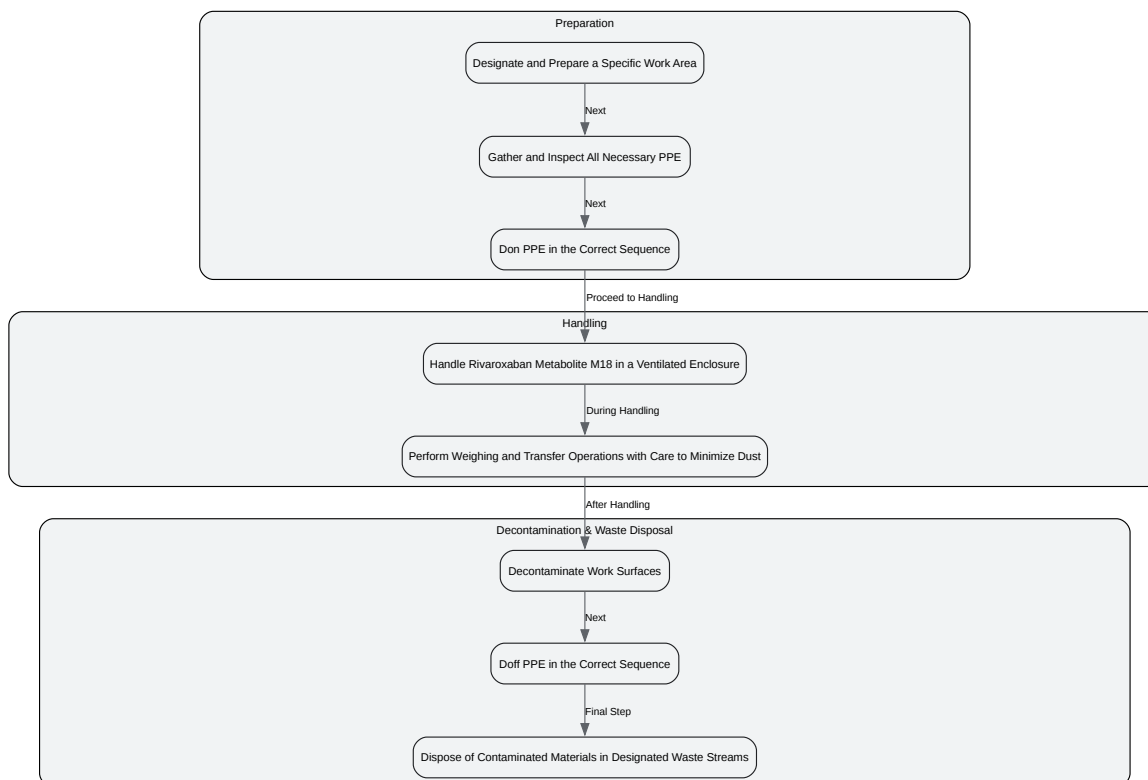 Preparation
Designate and Prepare a Specific Work Area
Next
Gather and Inspect All Necessary PPE
Next
Don PPE in the Correct Sequence
Proceed to Handling
Handling
Handle Rivaroxaban Metabolite M18 in a Ventilated Enclosure
During Handling
Perform Weighing and Transfer Operations with Care to Minimize Dust
After Handling
Decontamination & Waste Disposal
Decontaminate Work Surfaces
Next
Doff PPE in the Correct Sequence
Final Step
Dispose of Contaminated Materials in Designated Waste Streams